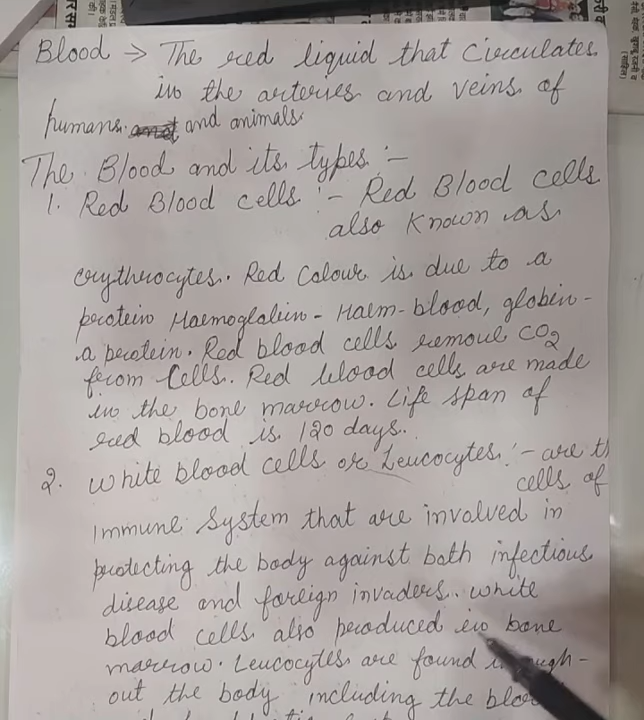 Blood → The red liquid that Circulates
in the arteries and veins of
humans and animals
The Blood and its types :-
1. Red Blood cells :- Red Blood cells
also Known as
erythrocytes. Red Colour is due to a
protein Haemoglobin - Haem-blood, globin-
a protein. Red blood cells remove CO2
from Cells. Red blood cells are made
in the bone marrow. Life span of
red blood is 120 days.
2. White blood cells or Leucocytes :- are th
cells of
Immune System that are involved in
protecting the body against both infectious
disease and foreign invaders. White
blood cells also produced in bone
marrow. Leucocytes are found ugh-
out the body including the bloo